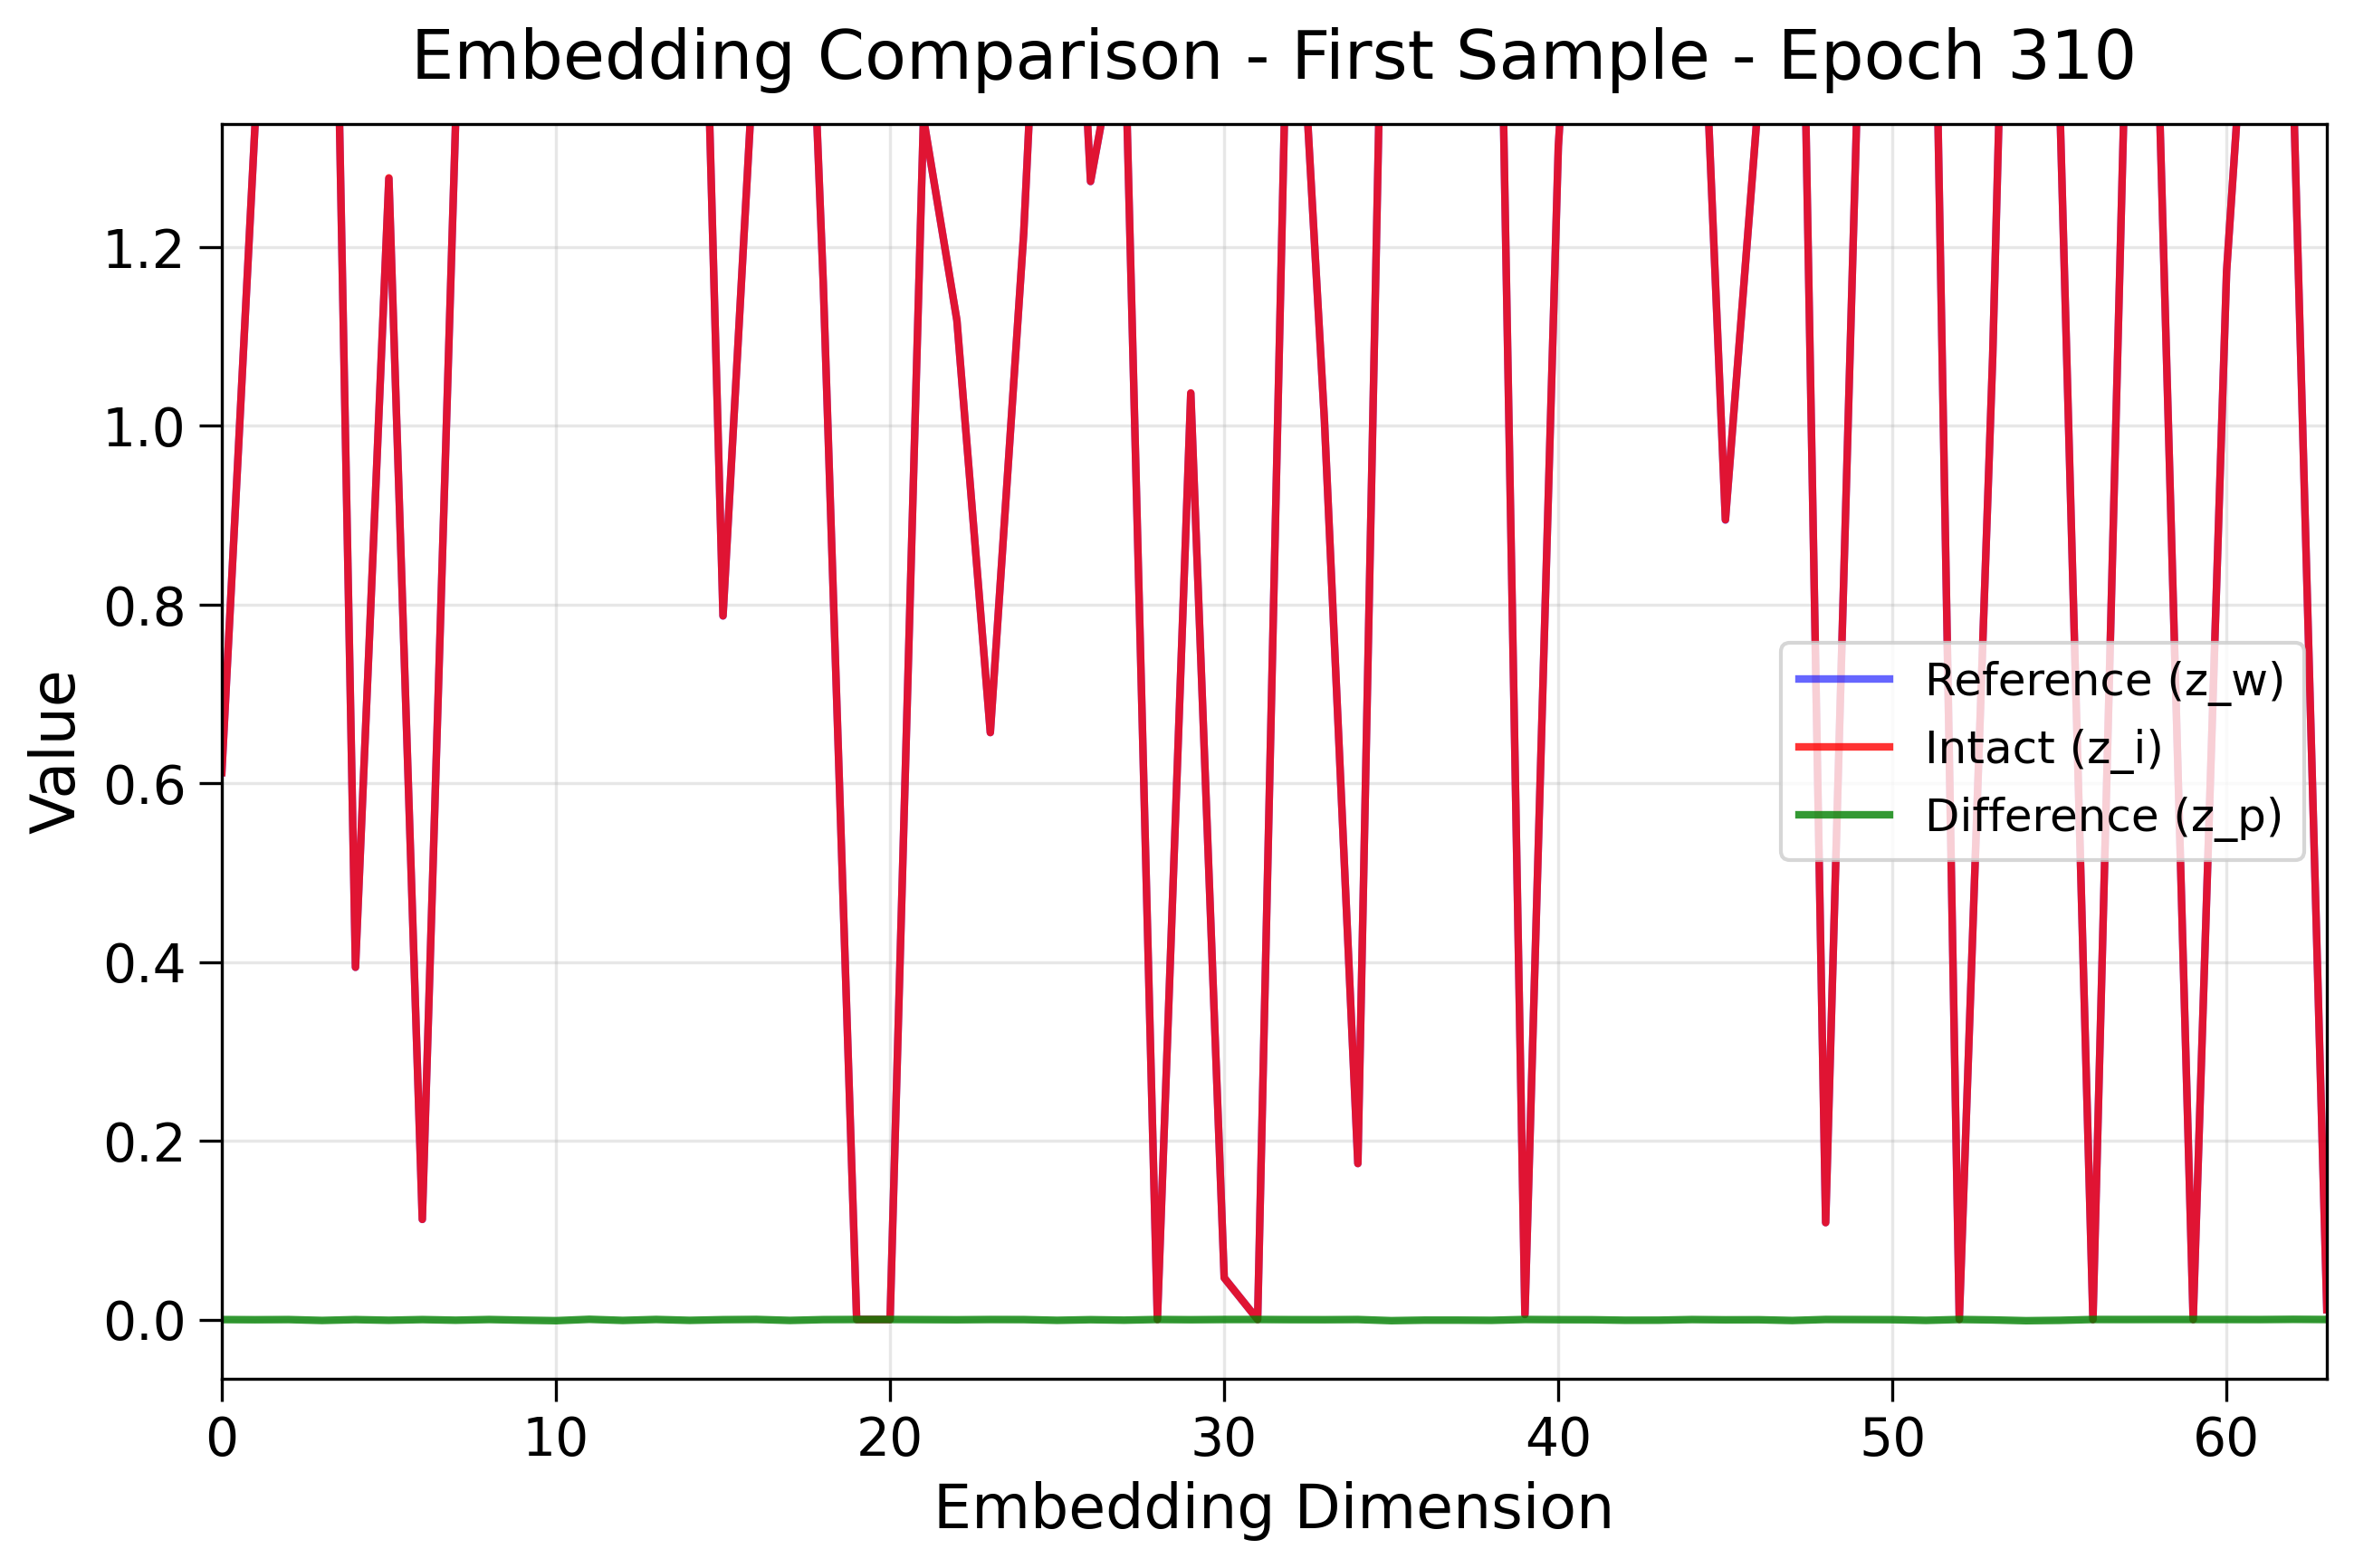 Embedding Comparison - First Sample - Epoch 310
1.2
1.0
0.8
0.6
0.4
0.2
0.0
Value
Reference (z_w)
Intact (z_i)
Difference (z_p)
0 10 20 30 40 50 60
Embedding Dimension